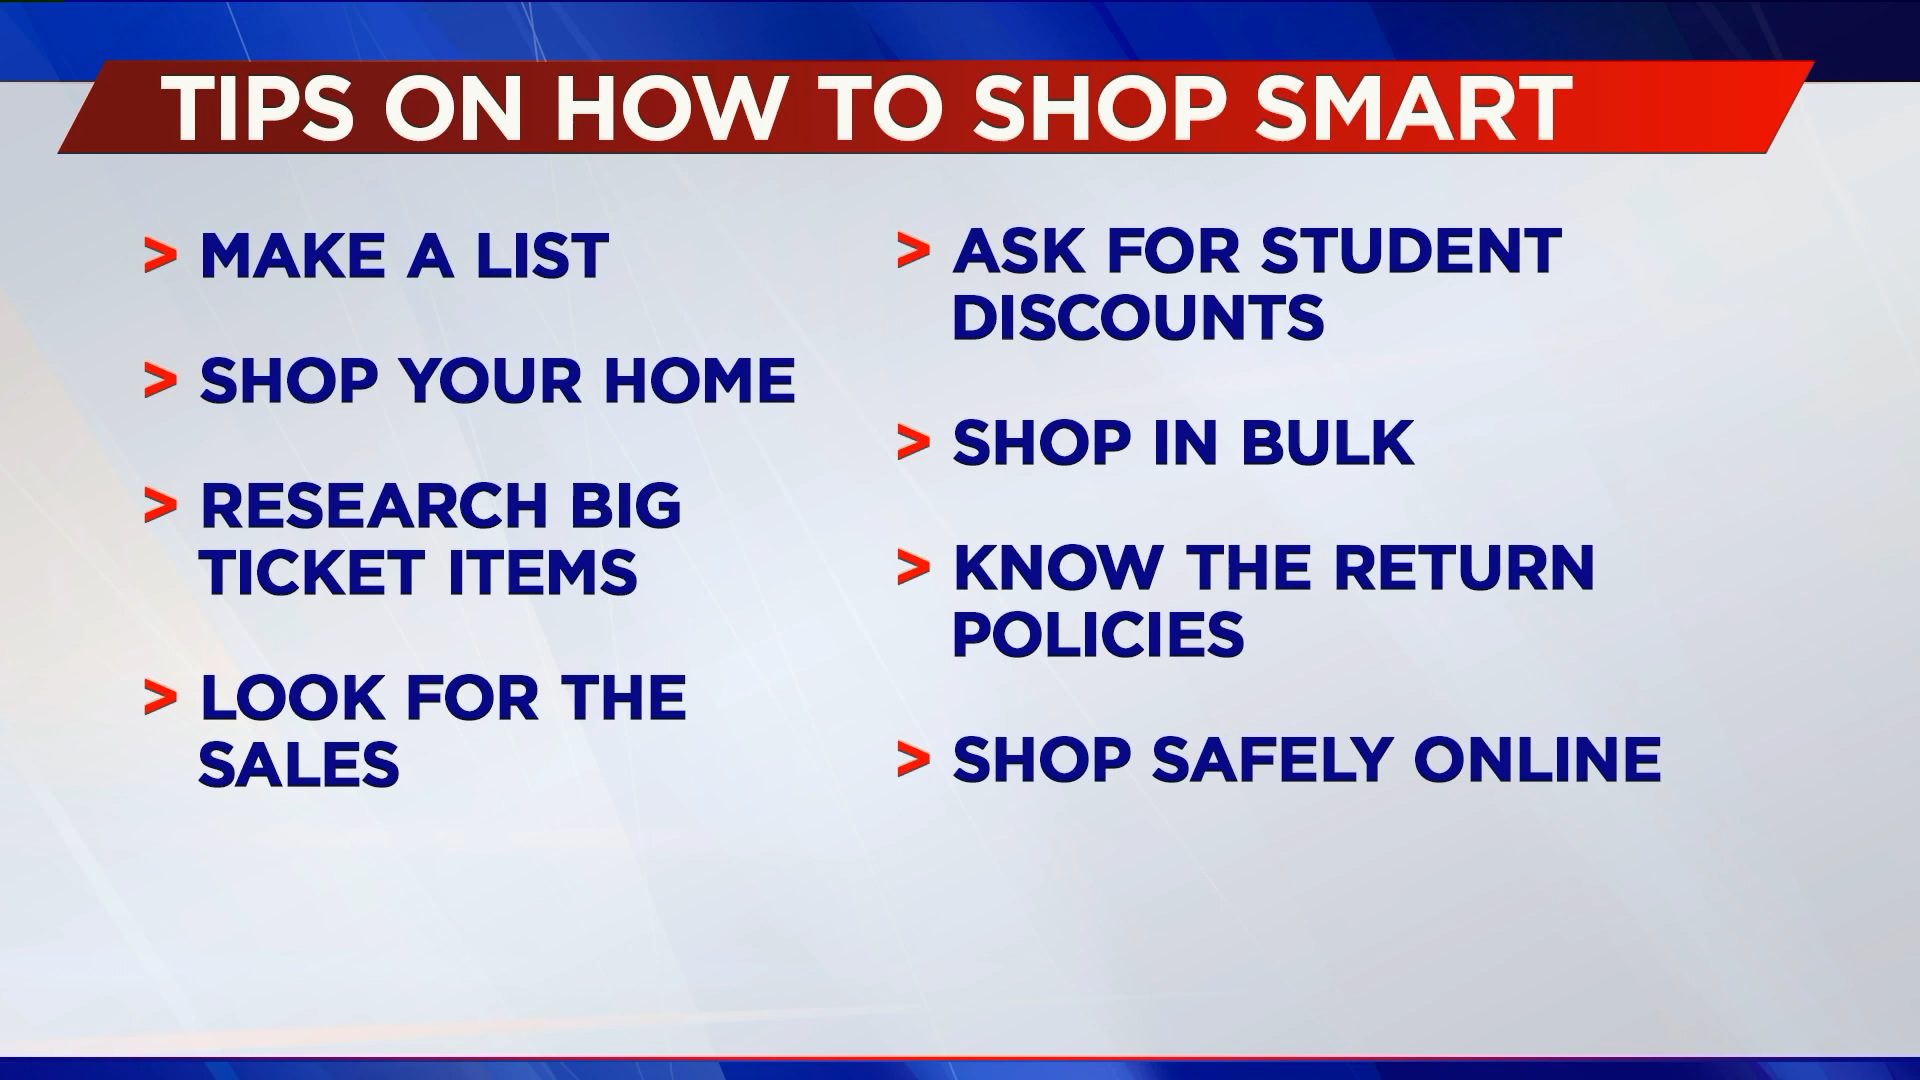 TIPS ON HOW TO SHOP SMART
> MAKE A LIST
> SHOP YOUR HOME
> RESEARCH BIG
TICKET ITEMS
> LOOK FOR THE
SALES
> ASK FOR STUDENT
DISCOUNTS
> SHOP IN BULK
> KNOW THE RETURN
POLICIES
> SHOP SAFELY ONLINE